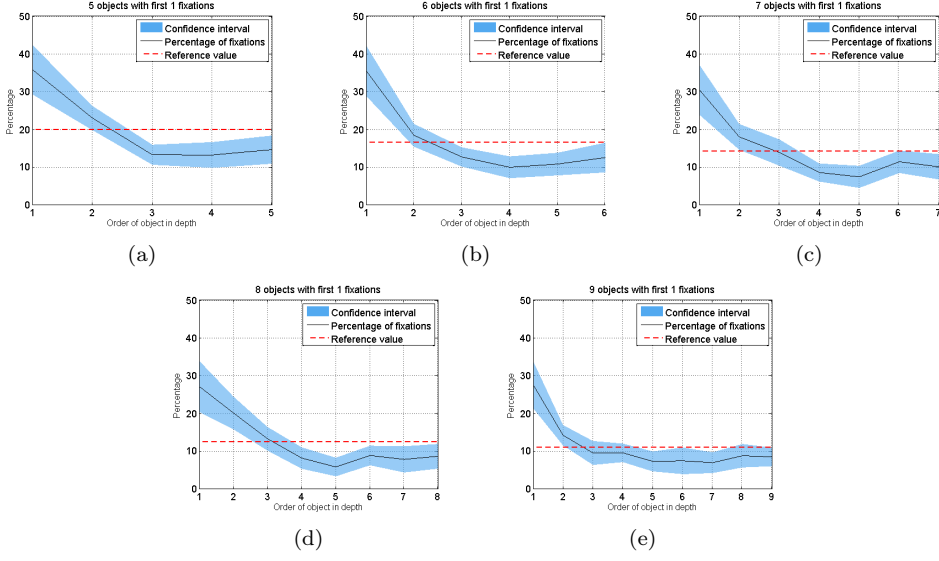 5 objects with first 1 fixations
50
40
30
20
10
0
Percentage
Confidence interval
Percentage of fixations
Reference value
1 2 3 4 5
Order of object in depth
(a)
6 objects with first 1 fixations
50
40
30
20
10
0
Percentage
Confidence interval
Percentage of fixations
Reference value
1 2 3 4 5 6
Order of object in depth
(b)
7 objects with first 1 fixations
50
40
30
20
10
0
Percentage
Confidence interval
Percentage of fixations
Reference value
1 2 3 4 5 6 7
Order of object in depth
(c)
8 objects with first 1 fixations
50
40
30
20
10
0
Percentage
Confidence interval
Percentage of fixations
Reference value
1 2 3 4 5 6 7 8
Order of object in depth
(d)
9 objects with first 1 fixations
50
40
30
20
10
0
Percentage
Confidence interval
Percentage of fixations
Reference value
1 2 3 4 5 6 7 8 9
Order of object in depth
(e)